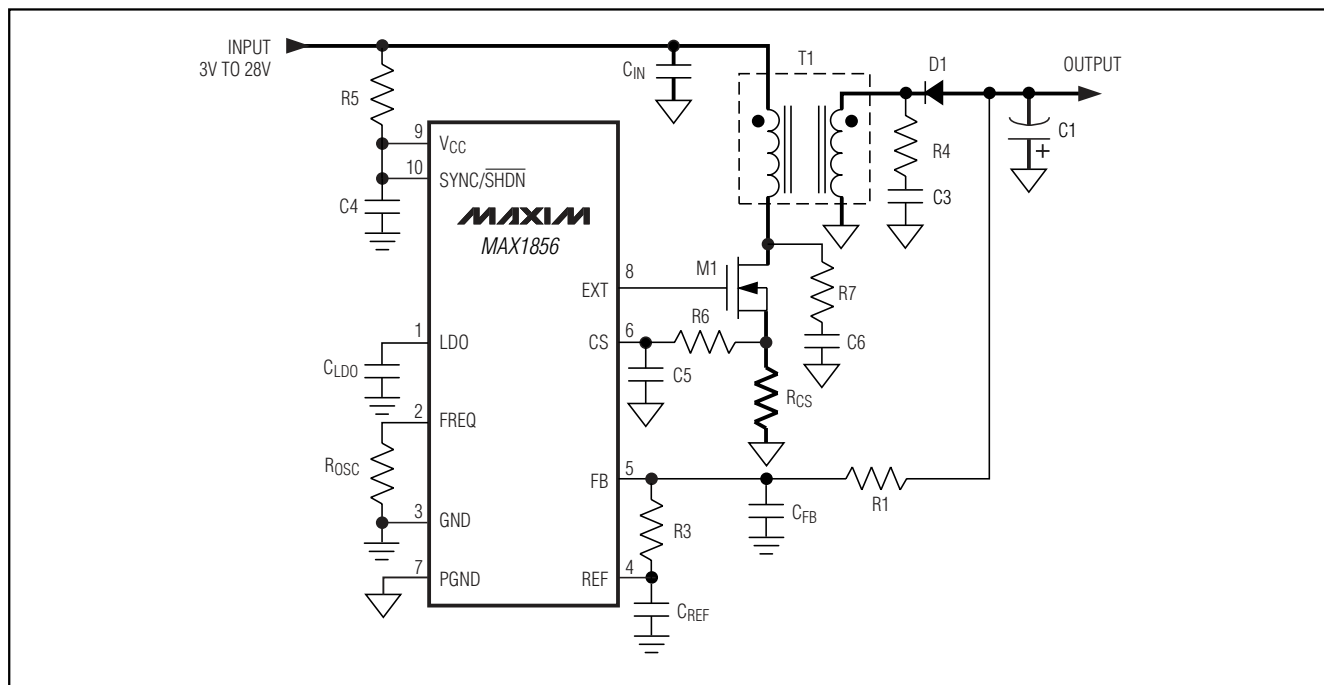 INPUT
3V TO 28V
R5
CIN
T1
D1
OUTPUT
C1
+
R4
C3
9
VCC
10
SYNC/S̅H̅D̅N̅
C4
MAXIM
MAX1856
M1
8
EXT
R7
C6
R6
6
CS
C5
RCS
1
LDO
CLDO
2
FREQ
ROSC
5
FB
R1
CFB
R3
3
GND
4
REF
7
PGND
CREF